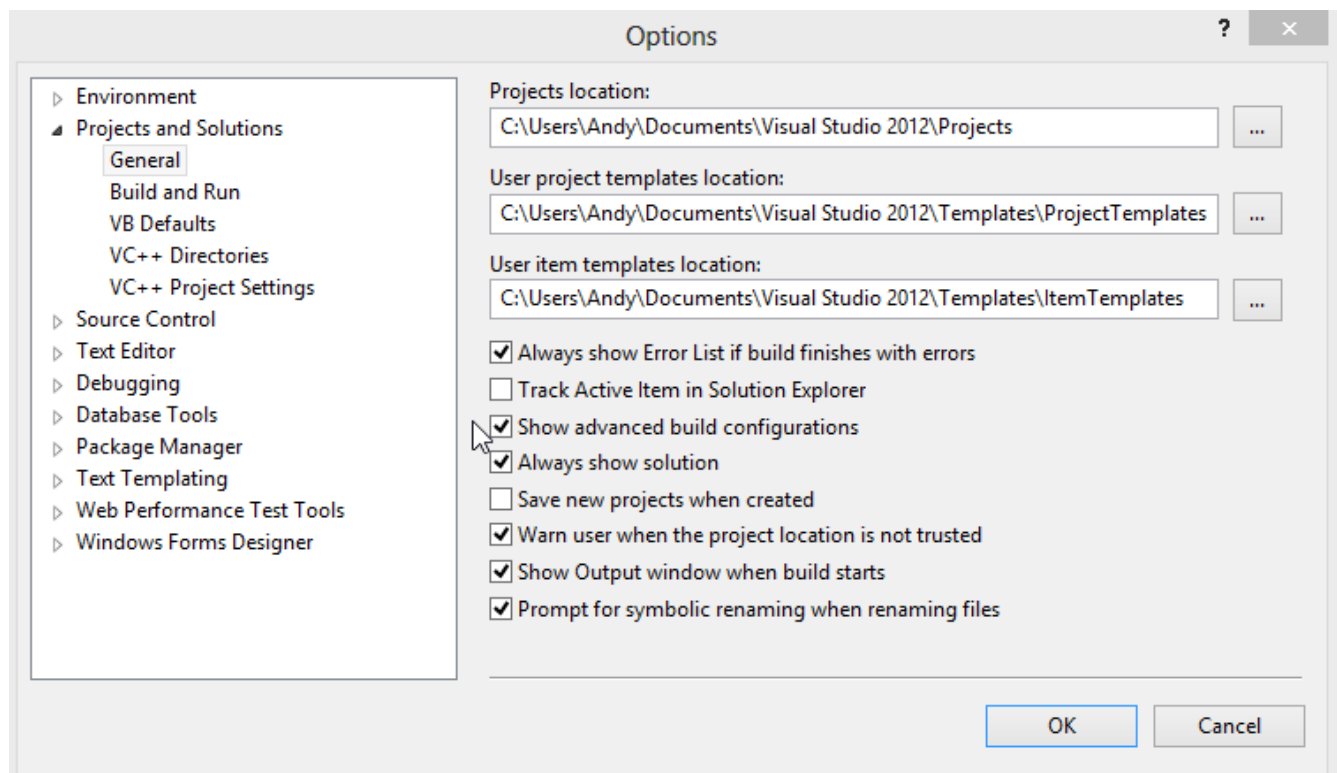 Options
?
Environment
Projects and Solutions
General
Build and Run
VB Defaults
VC++ Directories
VC++ Project Settings
Source Control
Text Editor
Debugging
Database Tools
Package Manager
Text Templating
Web Performance Test Tools
Windows Forms Designer
Projects location:
C:\Users\Andy\Documents\Visual Studio 2012\Projects
...
User project templates location:
C:\Users\Andy\Documents\Visual Studio 2012\Templates\ProjectTemplates
...
User item templates location:
C:\Users\Andy\Documents\Visual Studio 2012\Templates\ItemTemplates
...
Always show Error List if build finishes with errors
Track Active Item in Solution Explorer
Show advanced build configurations
Always show solution
Save new projects when created
Warn user when the project location is not trusted
Show Output window when build starts
Prompt for symbolic renaming when renaming files
OK
Cancel